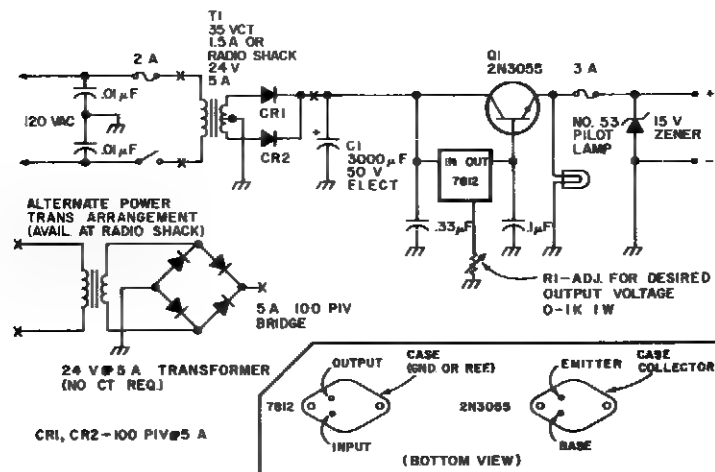 T1
35 VCT
1.5 A OR
RADIO SHACK
24 V
5 A
2 A
.01µF
120 VAC
.01µF
CR1
CR2
+
C1
3000µF
50 V
ELECT
Q1
2N3055
3 A
+
NO. 53
PILOT
LAMP
15 V
ZENER
−
IN OUT
7812
.33µF
.1µF
R1-ADJ. FOR DESIRED
OUTPUT VOLTAGE
0-1K 1W
ALTERNATE POWER
TRANS ARRANGEMENT
(AVAIL AT RADIO SHACK)
X
X
X
5 A 100 PIV
BRIDGE
24 V@5 A TRANSFORMER
(NO CT REQ.)
CR1, CR2-100 PIV@5 A
OUTPUT
CASE
(GND OR REF)
7812
INPUT
EMITTER
CASE
COLLECTOR
2N3055
BASE
(BOTTOM VIEW)